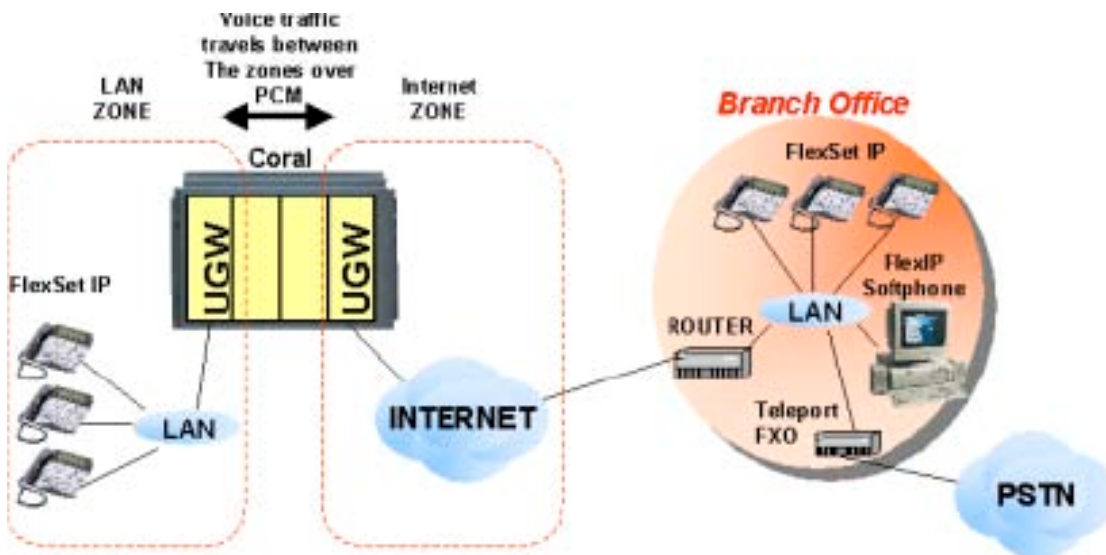 Voice traffic
travels between
The zones over
PCM
LAN
ZONE
Internet
ZONE
Coral
UGW
UGW
FlexSet IP
LAN
INTERNET
Branch Office
FlexSet IP
FlexIP
Softphone
LAN
ROUTER
Teleport
FXO
PSTN